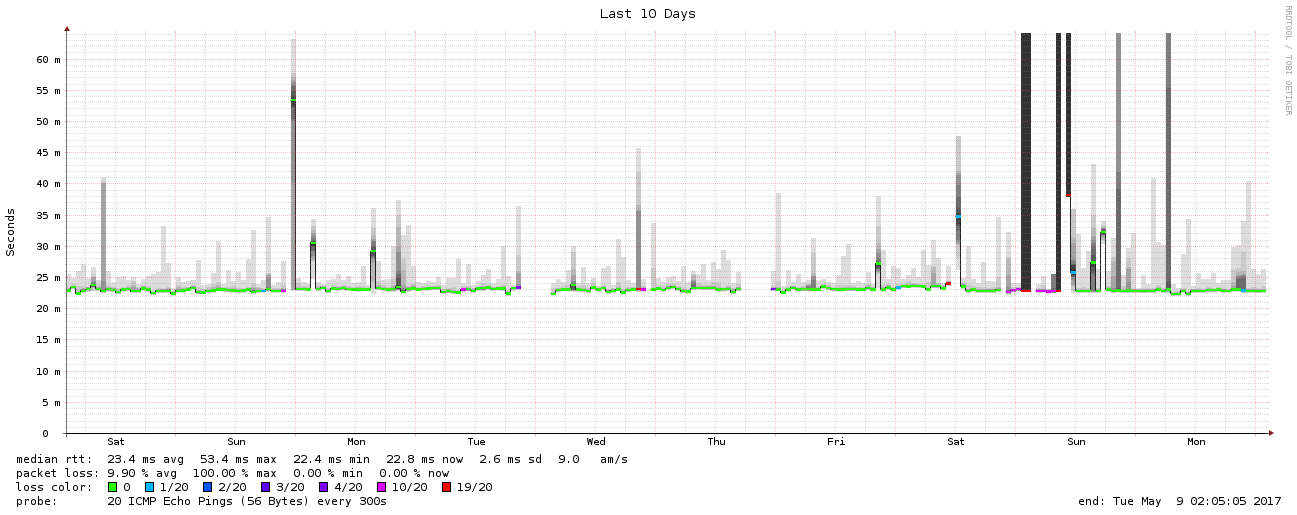 Last 10 Days
RRDTOOL / TOBI OETIKER
Seconds
60 m
55 m
50 m
45 m
40 m
35 m
30 m
25 m
20 m
15 m
10 m
5 m
0
Sat Sun Mon Tue Wed Thu Fri Sat Sun Mon
median rtt: 23.4 ms avg 53.4 ms max 22.4 ms min 22.8 ms now 2.6 ms sd 9.0 am/s
packet loss: 9.90 % avg 100.00 % max 0.00 % min 0.00 % now
loss color: 0 1/20 2/20 3/20 4/20 10/20 19/20
probe: 20 ICMP Echo Pings (56 Bytes) every 300s end: Tue May 9 02:05:05 2017